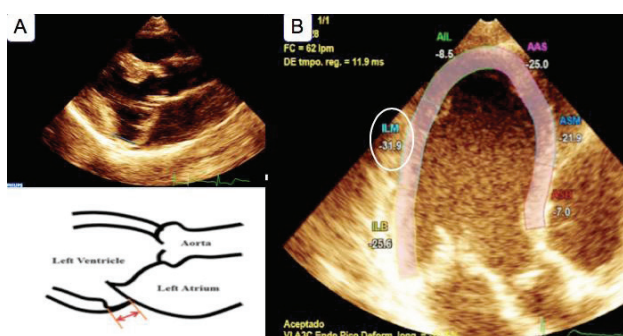 A
Aorta
Left Ventricle
Left Atrium
B
1/1
28
FC = 62 lpm
DE tmpo. reg. = 11.9 ms
AIL
-8.5
AAS
-25.0
ILM
-31.9
ASM
-21.9
-7.0
ILB
-25.6
Aceptado